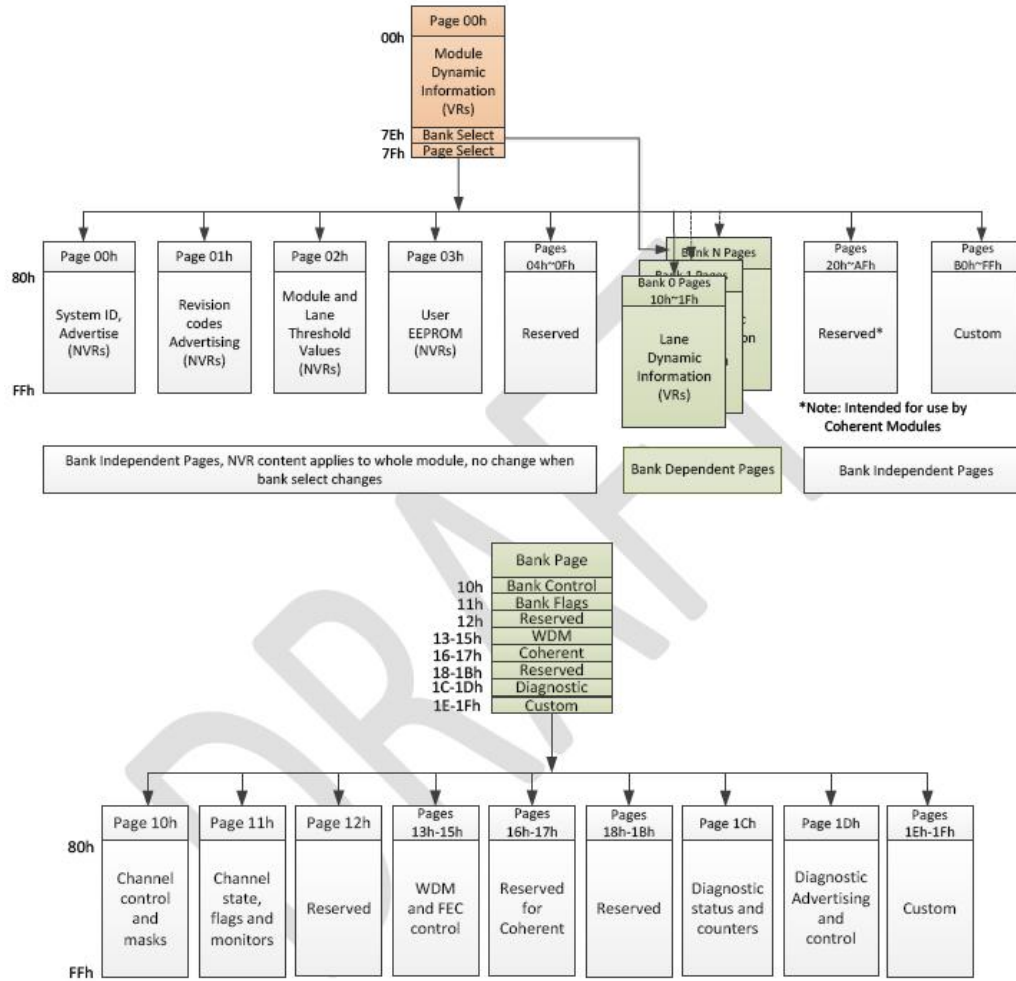 Page 00h
00h
Module
Dynamic
Information
(VRs)
7Eh
Bank Select
7Fh
Page Select
Page 00h
Page 01h
Page 02h
Page 03h
Pages
04h~0Fh
Bank N Pages
Bank 1 Pages
Bank 0 Pages
10h~1Fh
Pages
20h~AFh
Pages
B0h~FFh
80h
System ID,
Advertise
(NVRs)
Revision
codes
Advertising
(NVRs)
Module and
Lane
Threshold
Values
(NVRs)
User
EEPROM
(NVRs)
Reserved
Lane
Dynamic
Information
(VRs)
Reserved*
Custom
FFh
*Note: Intended for use by
Coherent Modules
Bank Independent Pages, NVR content applies to whole module, no change when
bank select changes
Bank Dependent Pages
Bank Independent Pages
DRAFT
Bank Page
10h
Bank Control
11h
Bank Flags
12h
Reserved
13-15h
WDM
16-17h
Coherent
18-1Bh
Reserved
1C-1Dh
Diagnostic
1E-1Fh
Custom
Page 10h
Page 11h
Page 12h
Pages
13h-15h
Pages
16h-17h
Pages
18h-1Bh
Page 1Ch
Page 1Dh
Pages
1Eh-1Fh
80h
Channel
control and
masks
Channel
state,
flags and
monitors
Reserved
WDM
and FEC
control
Reserved
for
Coherent
Reserved
Diagnostic
status and
counters
Diagnostic
Advertising
and
control
Custom
FFh